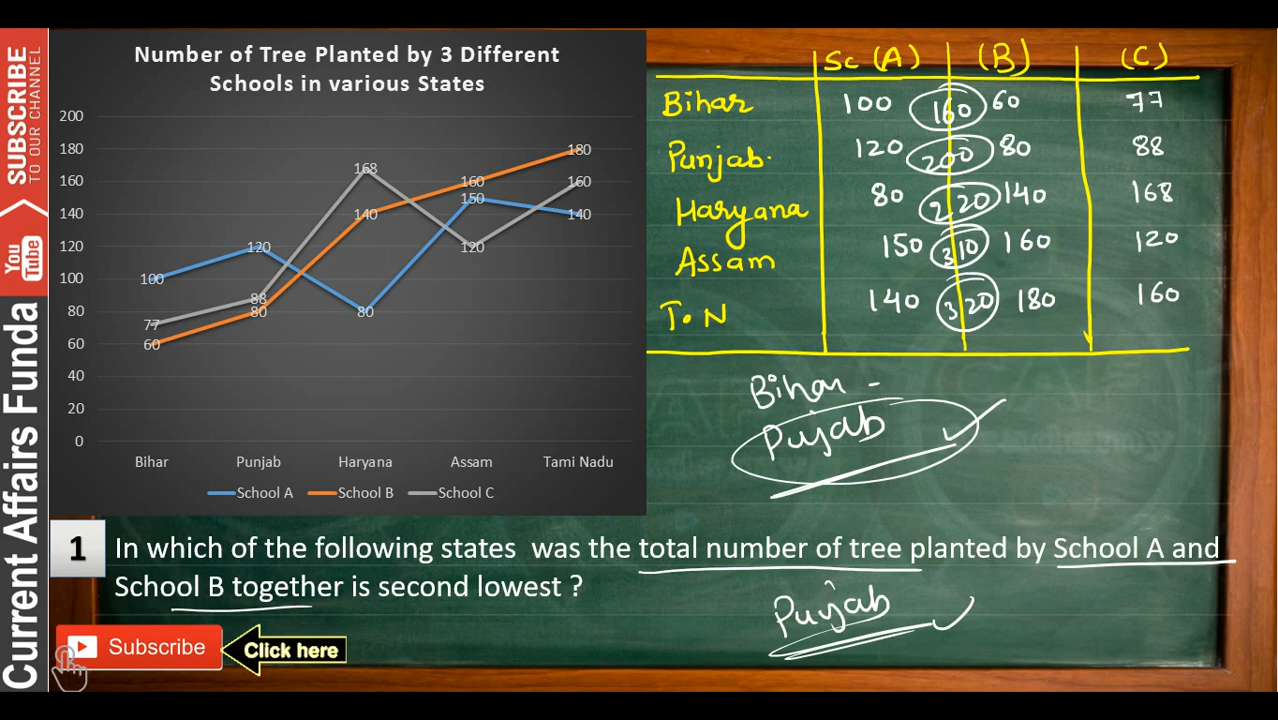 SUBSCRIBE
TO OUR CHANNEL
You
Tube
Current Affairs Funda
Number of Tree Planted by 3 Different
Schools in various States
200
180
160
140
120
100
80
60
40
20
0
100 120 80 150 140
60 80 140 160 180
77 88 168 120 160
Bihar Punjab Haryana Assam Tami Nadu
School A School B School C
Sc (A) (B) (C)
Bihar 100 160 60 77
Punjab. 120 200 80 88
Haryana 80 220 140 168
Assam 150 310 160 120
T.N 140 320 180 160
Bihar -
Pujab
1 In which of the following states was the total number of tree planted by School A and
School B together is second lowest ?
Punjab
Subscribe Click here